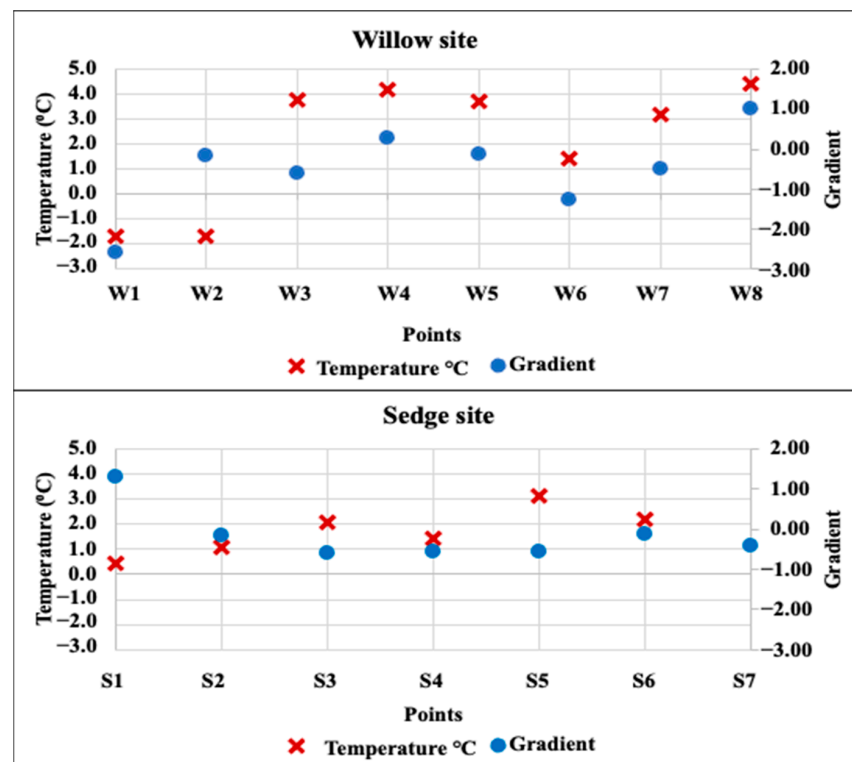 Willow site
Temperature (⁰C)
5.0
4.0
3.0
2.0
1.0
0.0
−1.0
−2.0
−3.0
2.00
1.00
0.00
−1.00
−2.00
−3.00
Gradient
W1 W2 W3 W4 W5 W6 W7 W8
Points
Temperature °C Gradient
Sedge site
Temperature (⁰C)
5.0
4.0
3.0
2.0
1.0
0.0
−1.0
−2.0
−3.0
2.00
1.00
0.00
−1.00
−2.00
−3.00
Gradient
S1 S2 S3 S4 S5 S6 S7
Points
Temperature °C Gradient